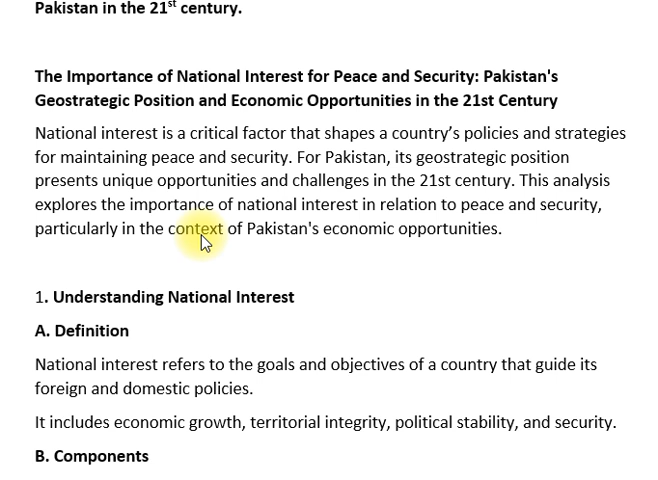 Pakistan in the 21st century.
The Importance of National Interest for Peace and Security: Pakistan's
Geostrategic Position and Economic Opportunities in the 21st Century
National interest is a critical factor that shapes a country’s policies and strategies
for maintaining peace and security. For Pakistan, its geostrategic position
presents unique opportunities and challenges in the 21st century. This analysis
explores the importance of national interest in relation to peace and security,
particularly in the context of Pakistan's economic opportunities.
1. Understanding National Interest
A. Definition
National interest refers to the goals and objectives of a country that guide its
foreign and domestic policies.
It includes economic growth, territorial integrity, political stability, and security.
B. Components